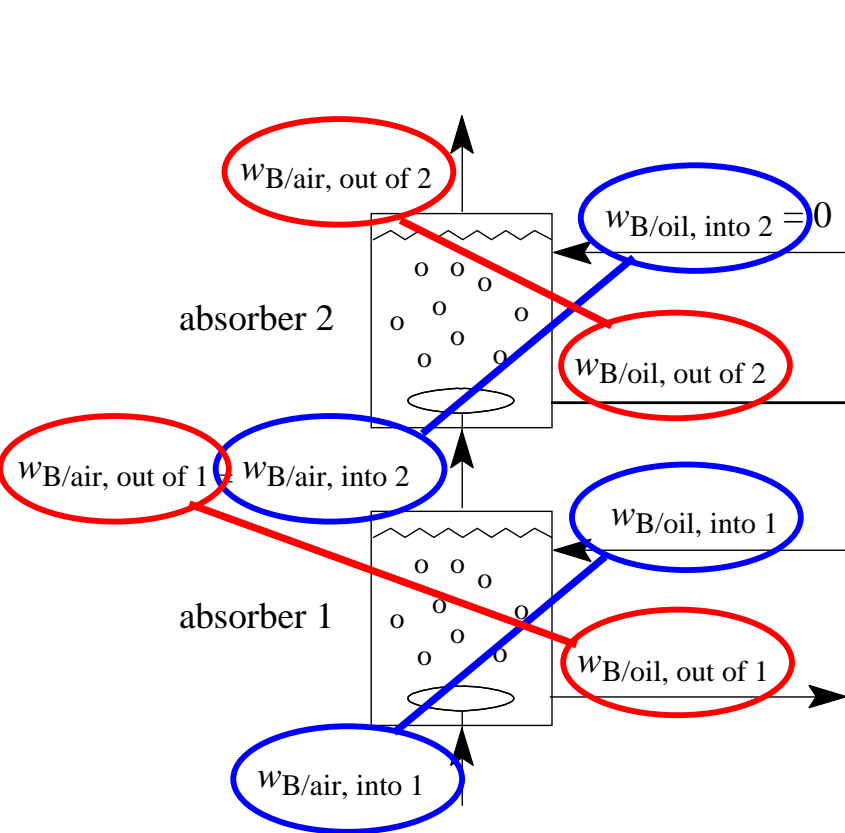 wB/air, out of 2
wB/oil, into 2 = 0
absorber 2
wB/oil, out of 2
wB/air, out of 1 = wB/air, into 2
wB/oil, into 1
absorber 1
wB/oil, out of 1
wB/air, into 1